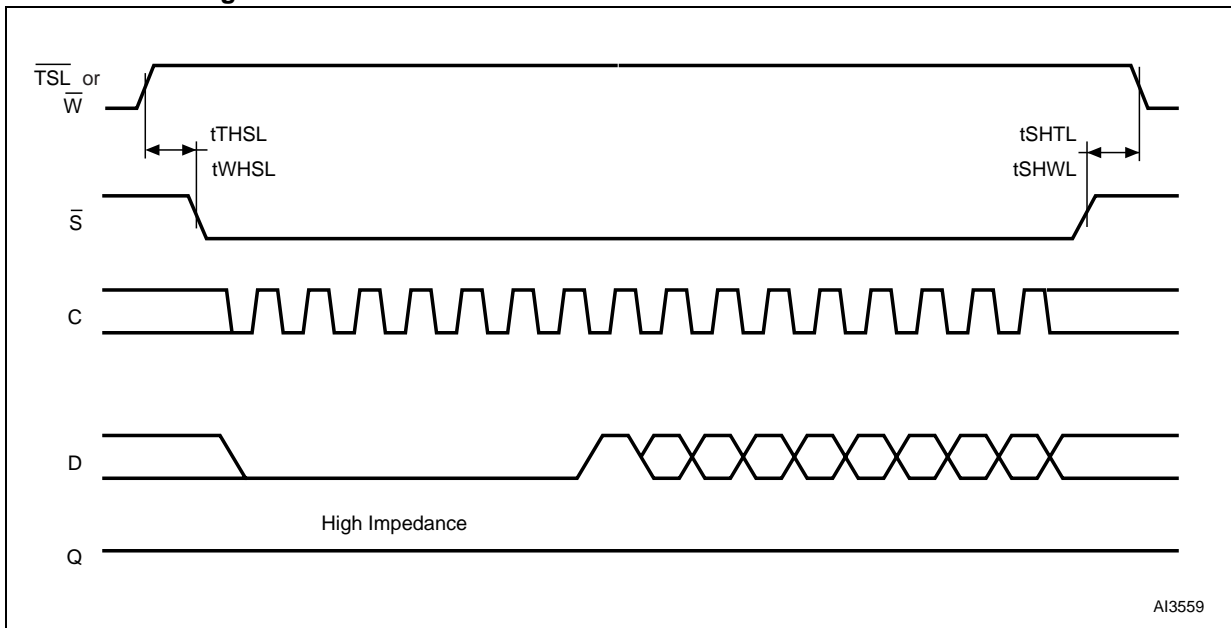 TSL or
W
tTHSL
tWHSL
tSHTL
tSHWL
S
C
D
High Impedance
Q
AI3559